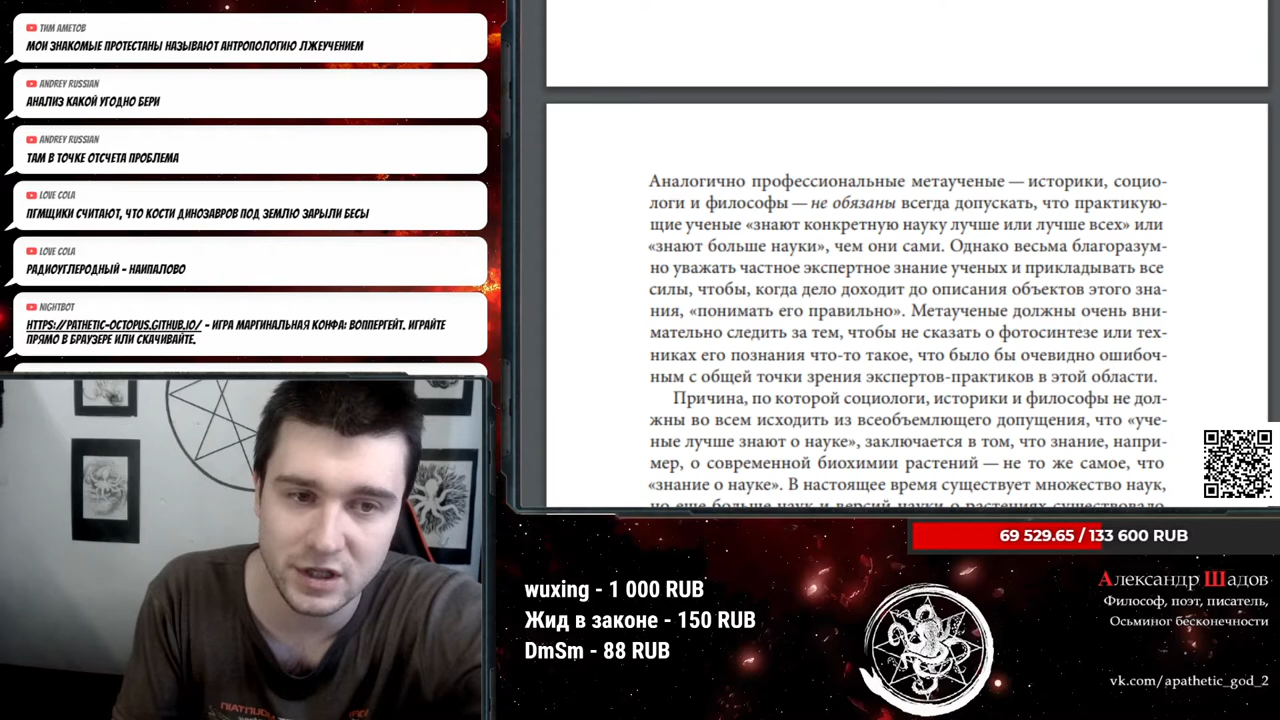 ТИМ АМЕТОВ
МОИ ЗНАКОМЫЕ ПРОТЕСТАНЫ НАЗЫВАЮТ АНТРОПОЛОГИЮ ЛЖЕУЧЕНИЕМ
ANDREY RUSSIAN
АНАЛИЗ КАКОЙ УГОДНО БЕРИ
ANDREY RUSSIAN
ТАМ В ТОЧКЕ ОТСЧЕТА ПРОБЛЕМА
LOVE COLA
ПГМЩИКИ СЧИТАЮТ, ЧТО КОСТИ ДИНОЗАВРОВ ПОД ЗЕМЛЮ ЗАРЫЛИ БЕСЫ
LOVE COLA
РАДИОУГЛЕРОДНЫЙ - НАИПАЛОВО
NIGHTBOT
HTTPS://PATHETIC-OCTOPUS.GITHUB.IO/ - ИГРА МАРГИНАЛЬНАЯ КОНФА: ВОППЕРГЕЙТ. ИГРАЙТЕ
ПРЯМО В БРАУЗЕРЕ ИЛИ СКАЧИВАЙТЕ.
Аналогично профессиональные метаученые — историки, социо-
логи и философы — не обязаны всегда допускать, что практикую-
щие ученые «знают конкретную науку лучше или лучше всех» или
«знают больше науки», чем они сами. Однако весьма благоразум-
но уважать частное экспертное знание ученых и прикладывать все
силы, чтобы, когда дело доходит до описания объектов этого зна-
ния, «понимать его правильно». Метаученые должны очень вни-
мательно следить за тем, чтобы не сказать о фотосинтезе или тех-
никах его познания что-то такое, что было бы очевидно ошибоч-
ным с общей точки зрения экспертов-практиков в этой области.
Причина, по которой социологи, историки и философы не дол-
жны во всем исходить из всеобъемлющего допущения, что «уче-
ные лучше знают о науке», заключается в том, что знание, напри-
мер, о современной биохимии растений — не то же самое, что
«знание о науке». В настоящее время существует множество наук,
но еще больше наук и версий науки о растениях существовало
69 529.65 / 133 600 RUB
wuxing - 1 000 RUB
Жид в законе - 150 RUB
DmSm - 88 RUB
Александр Шадов
Философ, поэт, писатель,
Осьминог бесконечности
vk.com/apathetic_god_2